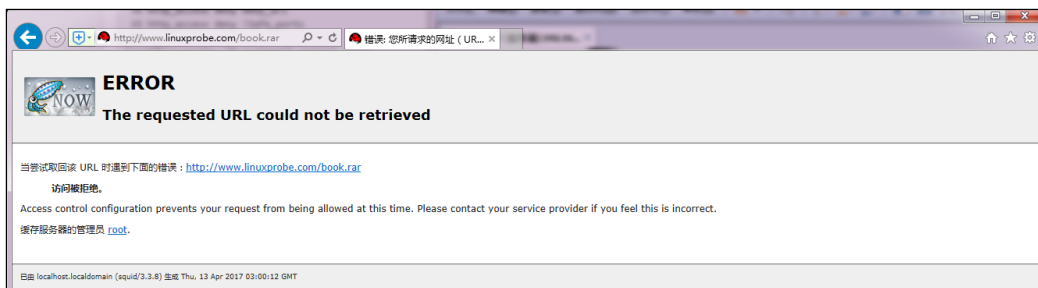 http://www.linuxprobe.com/book.rar
错误: 您所请求的网址（UR... ×
NOW
ERROR
The requested URL could not be retrieved
当尝试取回该 URL 时遇到下面的错误：http://www.linuxprobe.com/book.rar
访问被拒绝。
Access control configuration prevents your request from being allowed at this time. Please contact your service provider if you feel this is incorrect.
缓存服务器的管理员 root.
已由 localhost.localdomain (squid/3.3.8) 生成 Thu, 13 Apr 2017 03:00:12 GMT